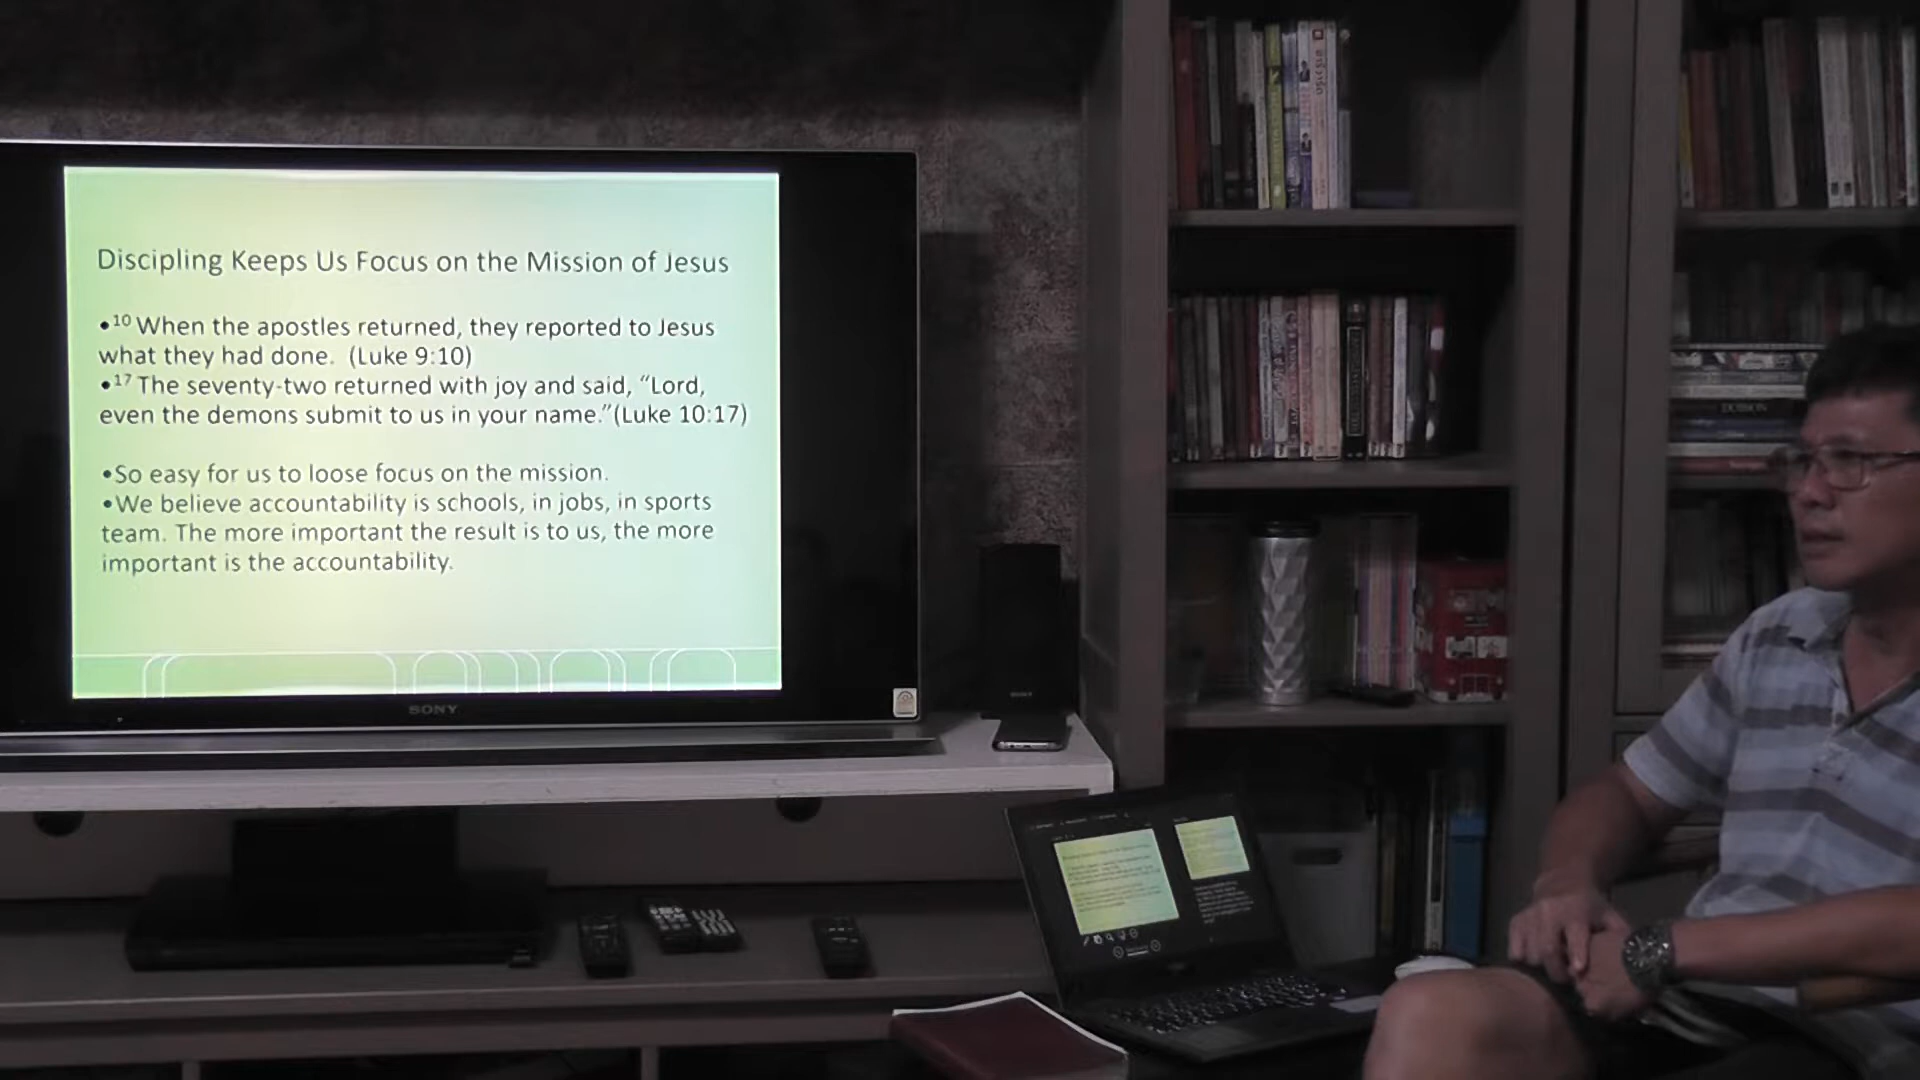 Discipling Keeps Us Focus on the Mission of Jesus
•10 When the apostles returned, they reported to Jesus
what they had done. (Luke 9:10)
•17 The seventy-two returned with joy and said, “Lord,
even the demons submit to us in your name.”(Luke 10:17)
•So easy for us to loose focus on the mission.
•We believe accountability is schools, in jobs, in sports
team. The more important the result is to us, the more
important is the accountability.
SONY
SONY